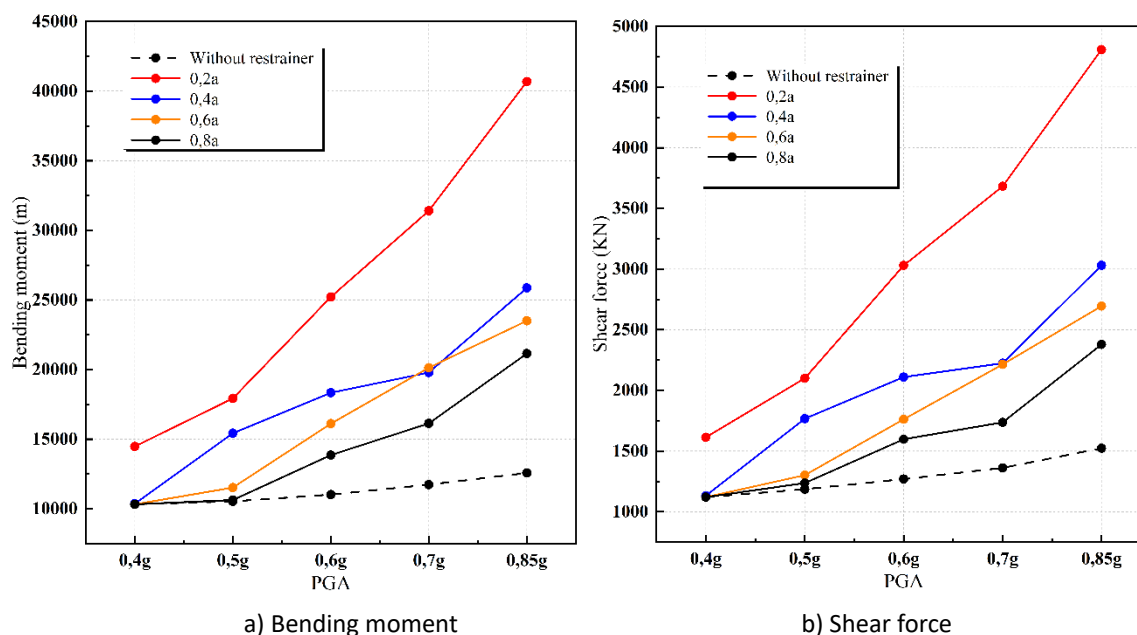 45000
40000
35000
30000
25000
20000
15000
10000
Bending moment (m)
Without restrainer
0,2a
0,4a
0,6a
0,8a
0,4g 0,5g 0,6g 0,7g 0,85g
PGA
a) Bending moment
5000
4500
4000
3500
3000
2500
2000
1500
1000
Shear force (KN)
Without restrainer
0,2a
0,4a
0,6a
0,8a
0,4g 0,5g 0,6g 0,7g 0,85g
PGA
b) Shear force